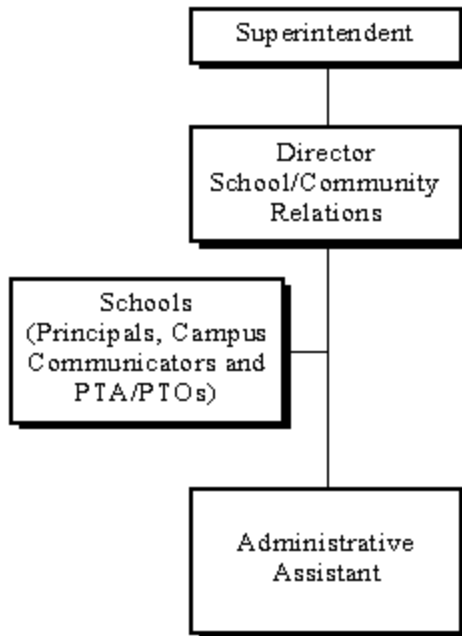 Superintendent
Director
School/Community
Relations
Schools
(Principals, Campus
Communicators and
PTA/PTOs)
Administrative
Assistant